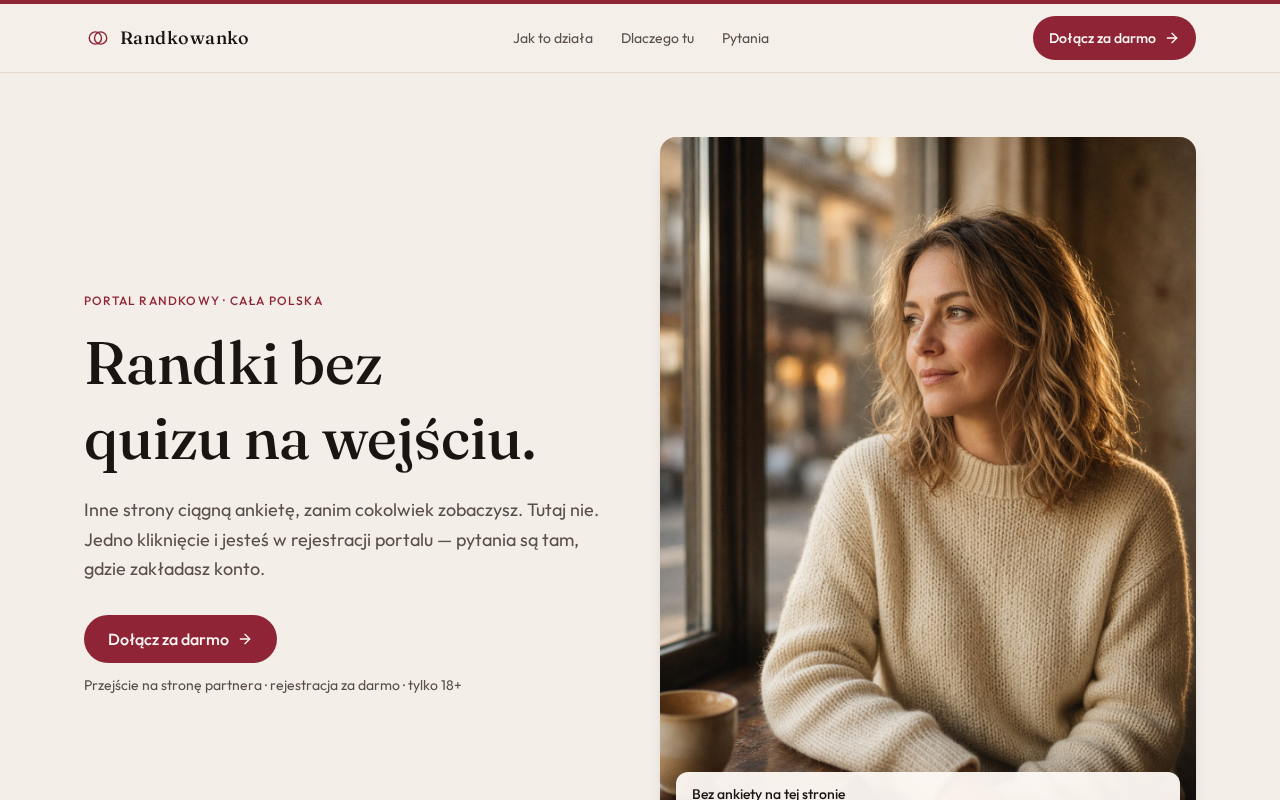 Randkowanko
Jak to działa
Dlaczego tu
Pytania
Dołącz za darmo
PORTAL RANDKOWY · CAŁA POLSKA
Randki bez
quizu na wejściu.
Inne strony ciągną ankietę, zanim cokolwiek zobaczysz. Tutaj nie.
Jedno kliknięcie i jesteś w rejestracji portalu — pytania są tam,
gdzie zakładasz konto.
Dołącz za darmo
Przejście na stronę partnera · rejestracja za darmo · tylko 18+
Bez ankiety na tej stronie